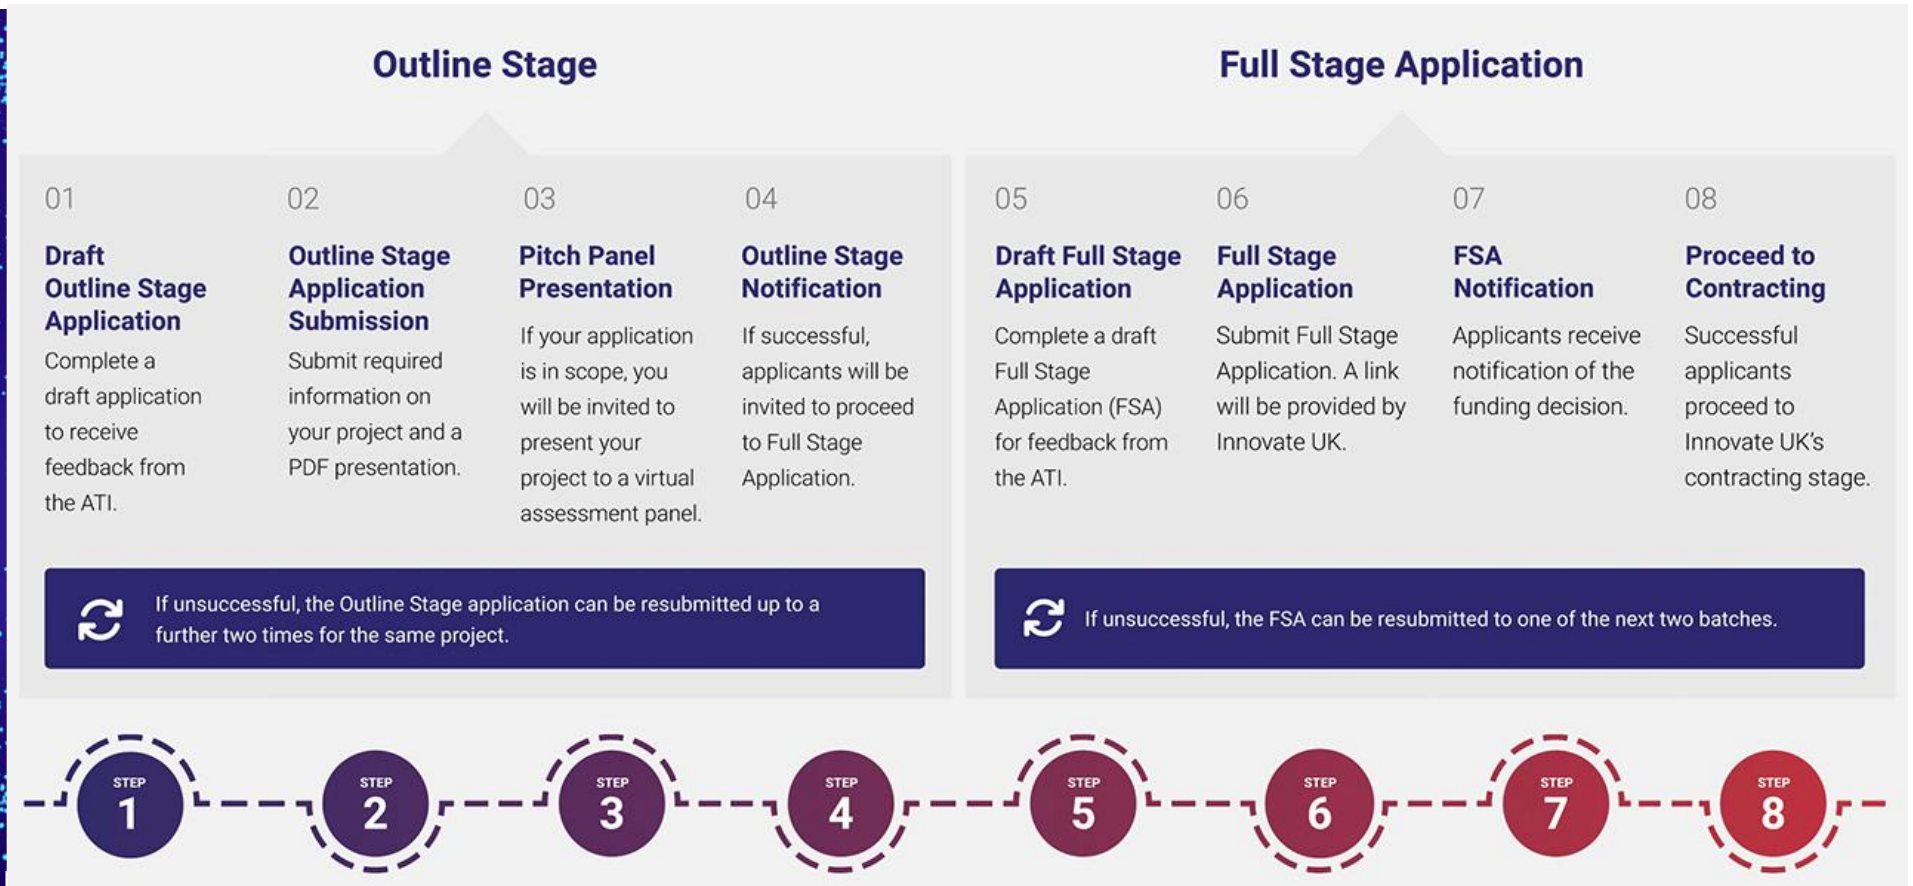 Outline Stage
01
Draft
Outline Stage
Application
Complete a
draft application
to receive
feedback from
the ATI.
02
Outline Stage
Application
Submission
Submit required
information on
your project and a
PDF presentation.
03
Pitch Panel
Presentation
If your application
is in scope, you
will be invited to
present your
project to a virtual
assessment panel.
04
Outline Stage
Notification
If successful,
applicants will be
invited to proceed
to Full Stage
Application.
If unsuccessful, the Outline Stage application can be resubmitted up to a
further two times for the same project.
Full Stage Application
05
Draft Full Stage
Application
Complete a draft
Full Stage
Application (FSA)
for feedback from
the ATI.
06
Full Stage
Application
Submit Full Stage
Application. A link
will be provided by
Innovate UK.
07
FSA
Notification
Applicants receive
notification of the
funding decision.
08
Proceed to
Contracting
Successful
applicants
proceed to
Innovate UK’s
contracting stage.
If unsuccessful, the FSA can be resubmitted to one of the next two batches.
STEP
1
STEP
2
STEP
3
STEP
4
STEP
5
STEP
6
STEP
7
STEP
8